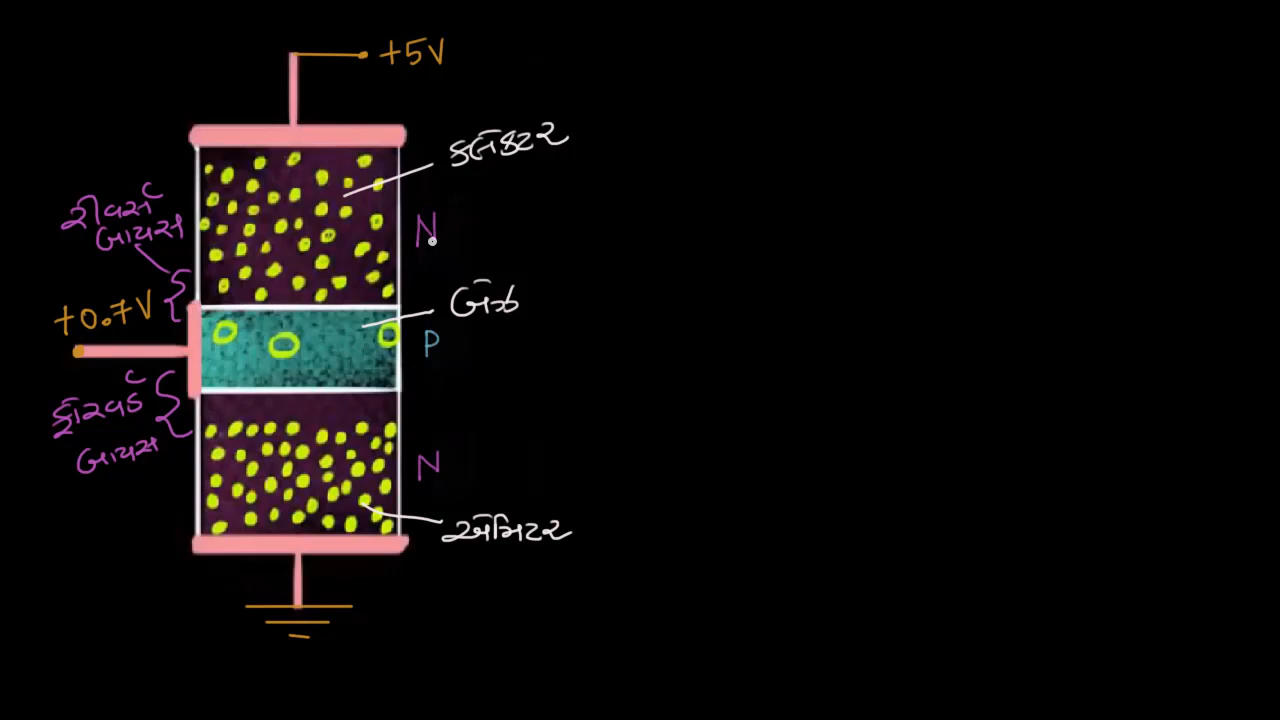 +5V
કલેક્ટર
રીવર્સ
બાયસ
N
+0.7V
બેઝ
P
ફોરવર્ડ
બાયસ
N
એમિટર